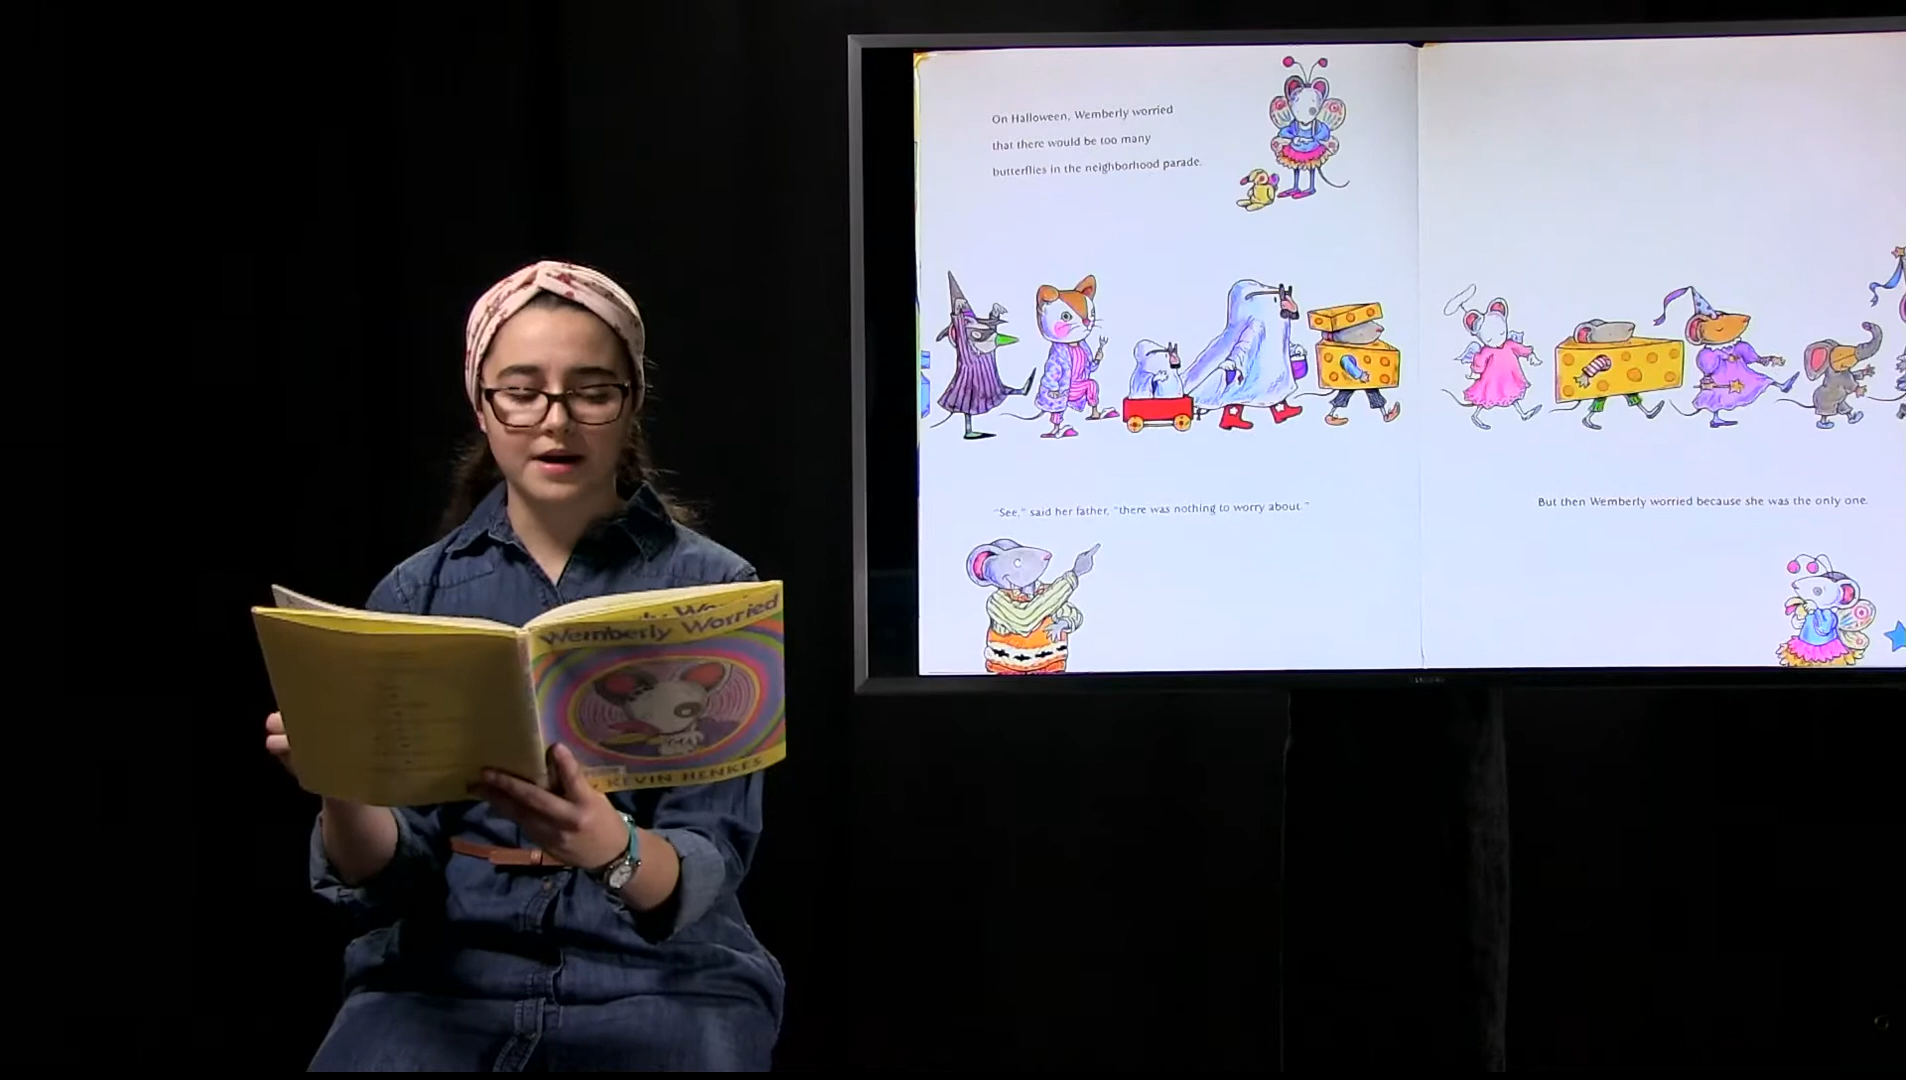 On Halloween, Wemberly worried
that there would be too many
butterflies in the neighborhood parade.
"See," said her father, "there was nothing to worry about."
But then Wemberly worried because she was the only one.
Wemberly Worried
KEVIN HENKES